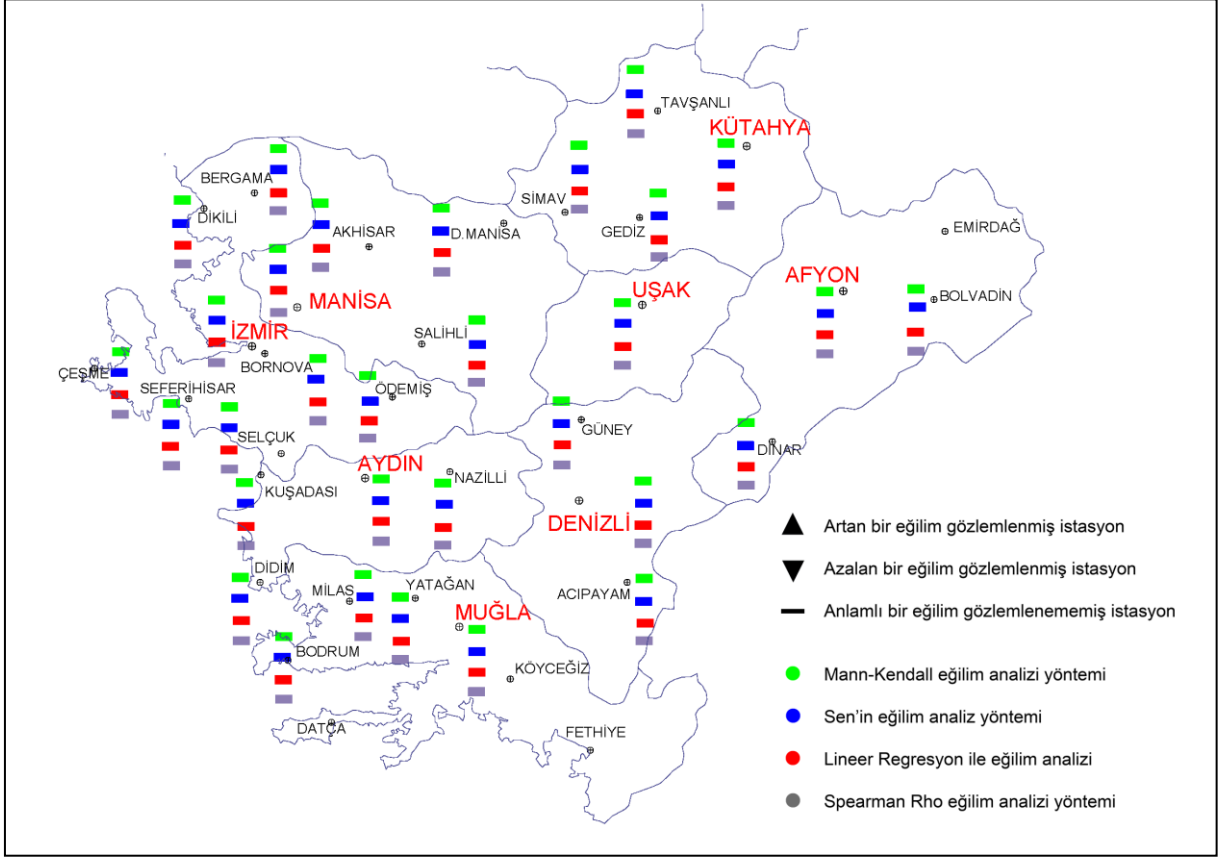 TAVŞANLI
KÜTAHYA
BERGAMA
DİKİLİ
SİMAV
GEDİZ
AKHİSAR
D.MANİSA
EMİRDAĞ
AFYON
UŞAK
MANİSA
BOLVADİN
İZMİR
SALİHLİ
BORNOVA
ÇEŞME
SEFERİHİSAR
ÖDEMİŞ
GÜNEY
SELÇUK
DİNAR
AYDIN
NAZİLLİ
KUŞADASI
DENİZLİ
DİDİM
MİLAS
YATAĞAN
ACIPAYAM
MUĞLA
BODRUM
KÖYCEĞİZ
DATÇA
FETHİYE
Artan bir eğilim gözlemlenmiş istasyon
Azalan bir eğilim gözlemlenmiş istasyon
Anlamlı bir eğilim gözlemlenememiş istasyon
Mann-Kendall eğilim analizi yöntemi
Sen'in eğilim analiz yöntemi
Lineer Regresyon ile eğilim analizi
Spearman Rho eğilim analizi yöntemi